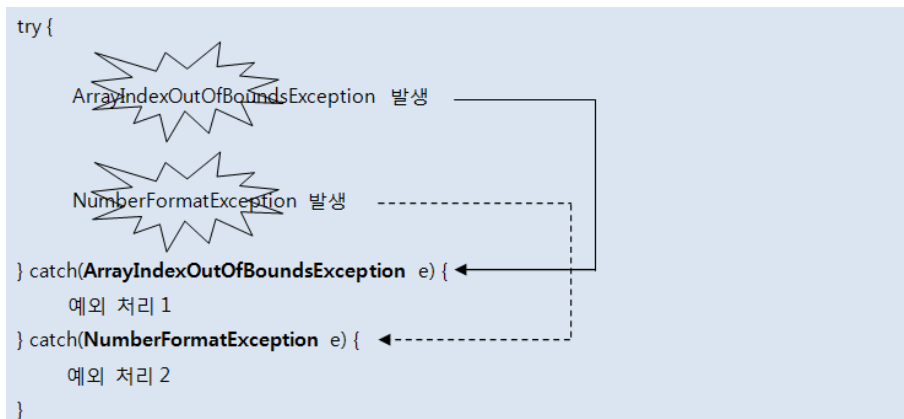 try {
ArrayIndexOutOfBoundsException 발생
NumberFormatException 발생
} catch(ArrayIndexOutOfBoundsException e) {
예외 처리 1
} catch(NumberFormatException e) {
예외 처리 2
}